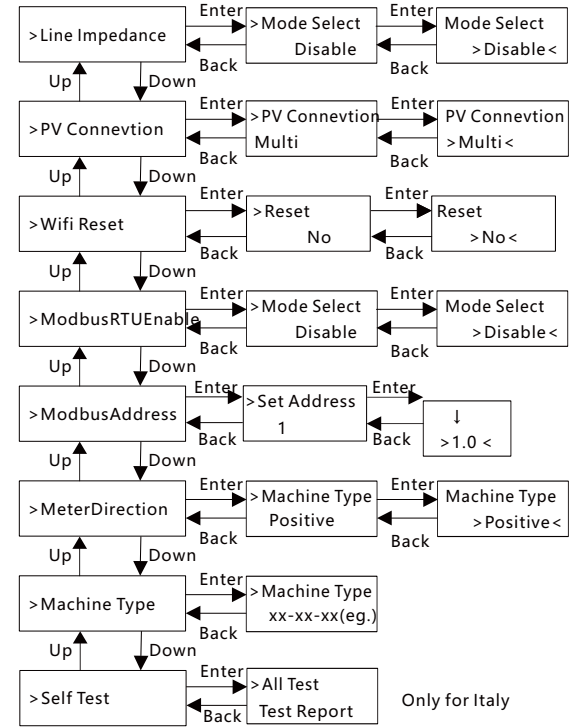 Enter
Enter
>Line Impedance
>Mode Select
Disable
Mode Select
>Disable<
Back
Back
Up
Down
Enter
Enter
>PV Connevtion
>PV Connevtion
Multi
PV Connevtion
>Multi<
Back
Back
Up
Down
Enter
Enter
>Wifi Reset
>Reset
No
Reset
>No<
Back
Back
Up
Down
Enter
Enter
>ModbusRTUEnable
>Mode Select
Disable
Mode Select
>Disable<
Back
Back
Up
Down
Enter
Enter
>ModbusAddress
>Set Address
1
↓
>1.0 <
Back
Back
Up
Down
Enter
Enter
>MeterDirection
>Machine Type
Positive
Machine Type
>Positive<
Back
Back
Up
Down
Enter
>Machine Type
>Machine Type
xx-xx-xx(eg.)
Back
Up
Down
Enter
>Self Test
>All Test
Test Report
Back
Only for Italy